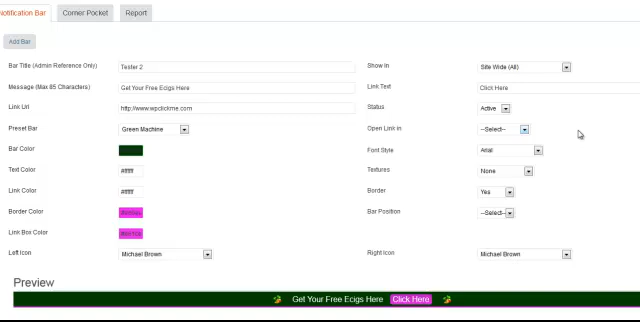 Notification Bar Corner Pocket Report
Add Bar
Bar Title (Admin Reference Only) Tester 2 Show In Site Wide (All)
Message (Max 85 Characters) Get Your Free Ecigs Here Link Text Click Here
Link Url http://www.wpclickme.com Status Active
Preset Bar Green Machine Open Link in --Select--
Bar Color Font Style Arial
Text Color #ffffff Textures None
Link Color #ffffff Border Yes
Border Color Bar Position --Select--
Link Box Color
Left Icon Michael Brown Right Icon Michael Brown
Preview
Get Your Free Ecigs Here Click Here